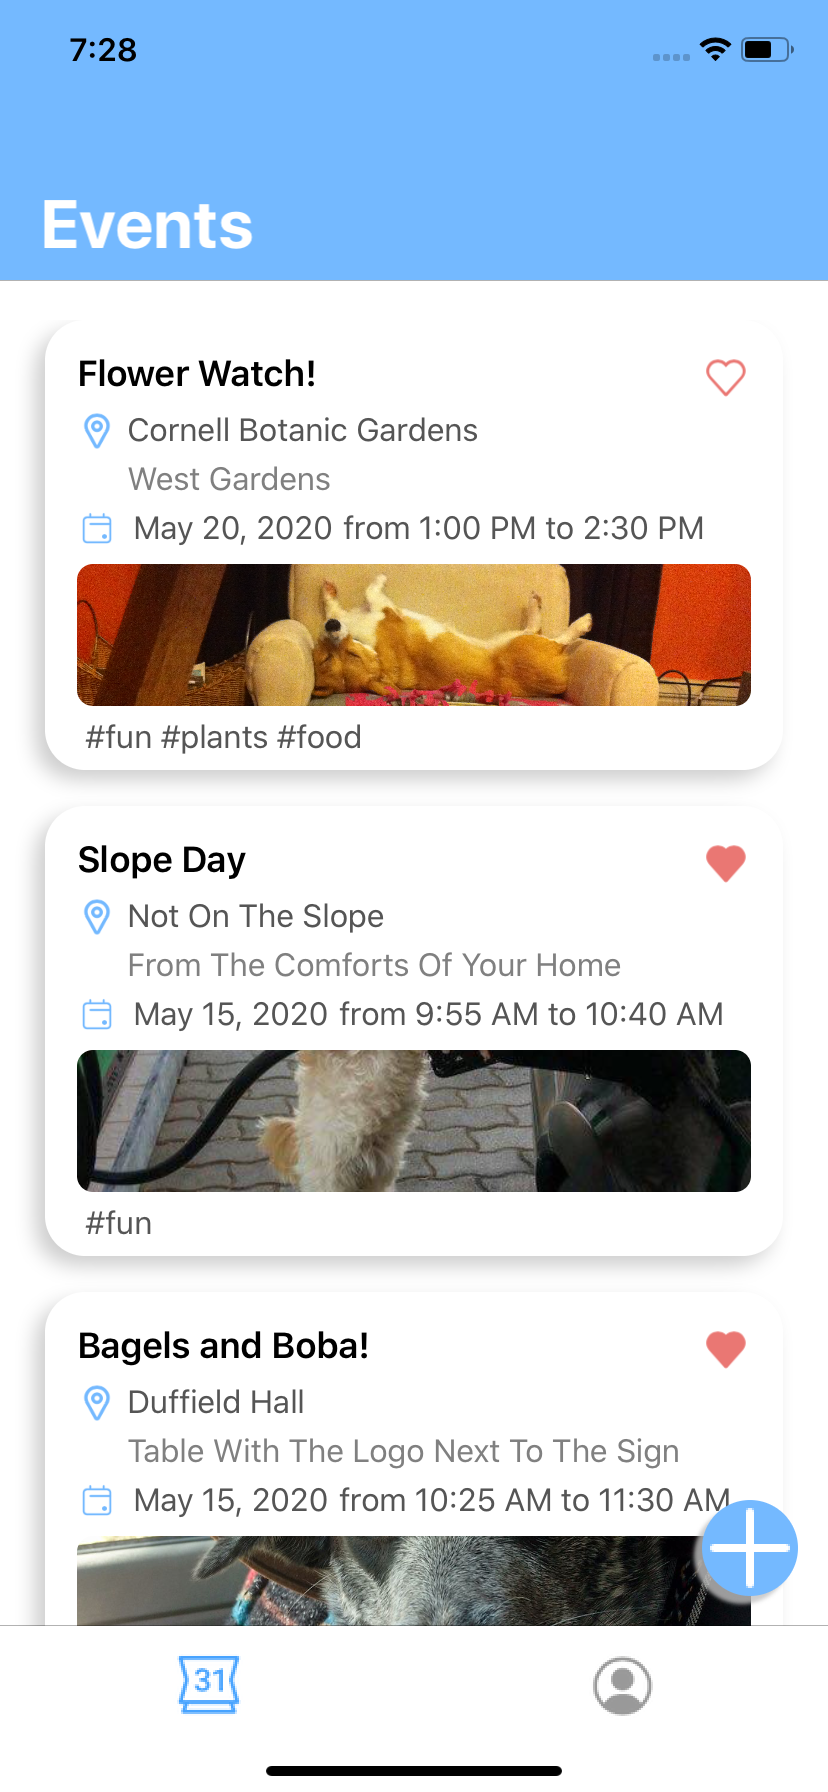 7:28
Events
Flower Watch!
Cornell Botanic Gardens
West Gardens
May 20, 2020 from 1:00 PM to 2:30 PM
#fun #plants #food
Slope Day
Not On The Slope
From The Comforts Of Your Home
May 15, 2020 from 9:55 AM to 10:40 AM
#fun
Bagels and Boba!
Duffield Hall
Table With The Logo Next To The Sign
May 15, 2020 from 10:25 AM to 11:30 AM
31